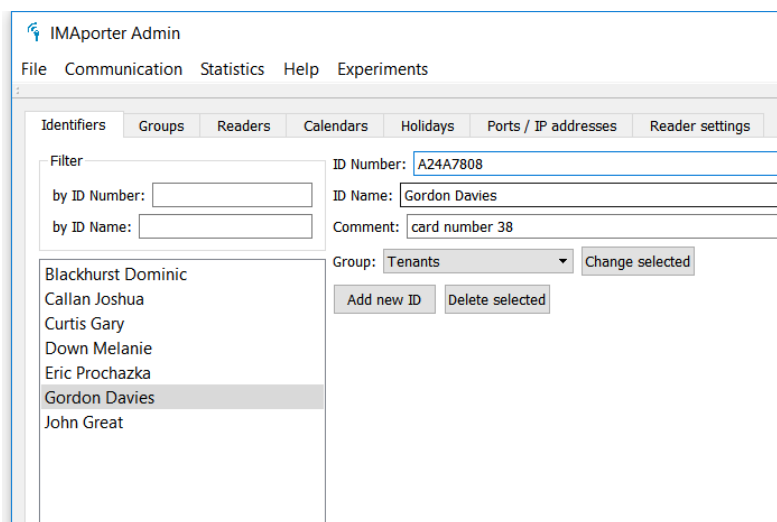 IMAporter Admin
File Communication Statistics Help Experiments
Identifiers Groups Readers Calendars Holidays Ports / IP addresses Reader settings
Filter
by ID Number:
by ID Name:
ID Number: A24A7808
ID Name: Gordon Davies
Comment: card number 38
Group: Tenants Change selected
Add new ID Delete selected
Blackhurst Dominic
Callan Joshua
Curtis Gary
Down Melanie
Eric Prochazka
Gordon Davies
John Great